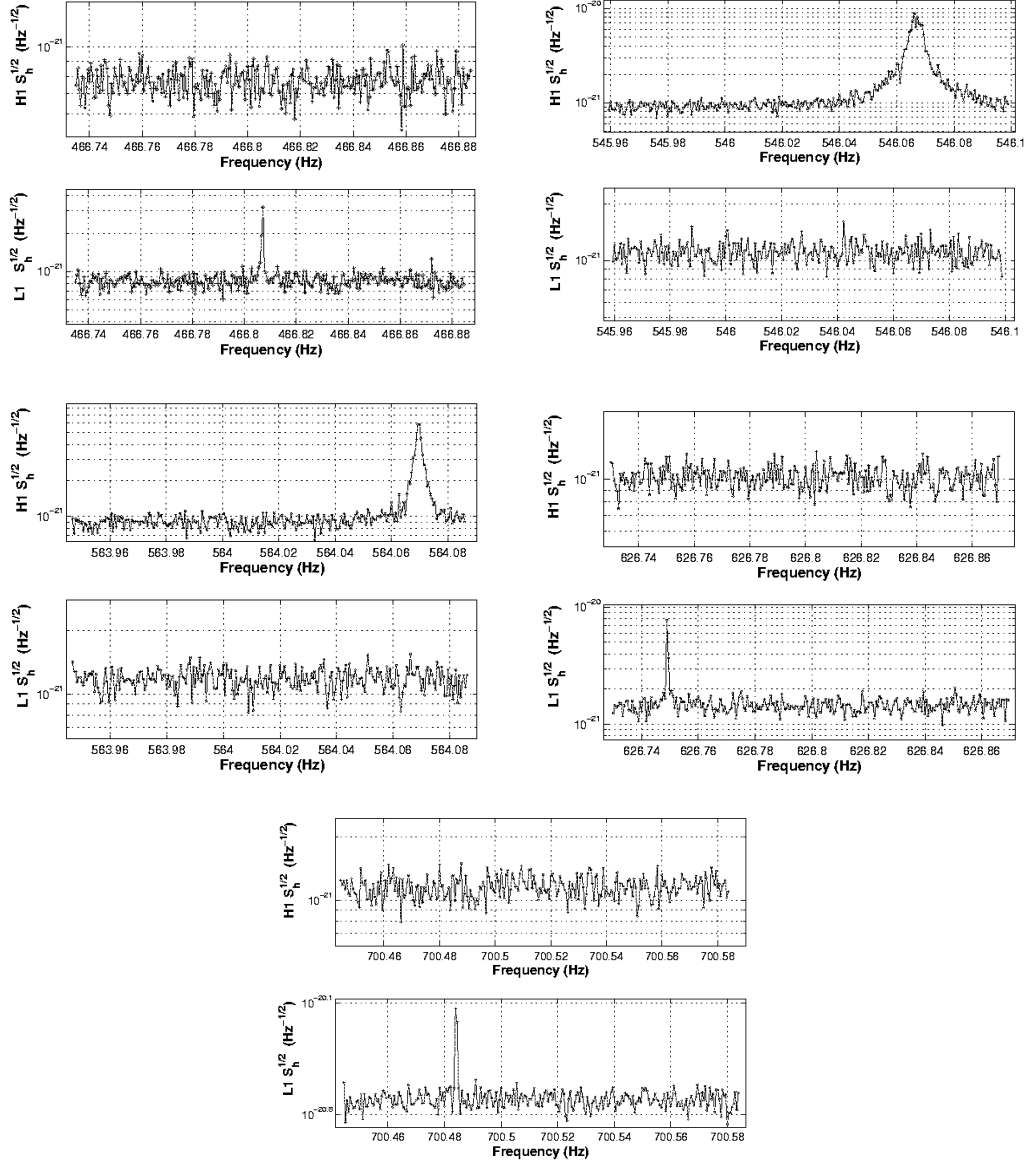 H1 S_h^{1/2} (Hz^{-1/2})
10^{-21}
466.74 466.76 466.78 466.8 466.82 466.84 466.86 466.88
Frequency (Hz)
H1 S_h^{1/2} (Hz^{-1/2})
10^{-20}
10^{-21}
545.96 545.98 546 546.02 546.04 546.06 546.08 546.1
Frequency (Hz)
L1 S_h^{1/2} (Hz^{-1/2})
10^{-21}
466.74 466.76 466.78 466.8 466.82 466.84 466.86 466.88
Frequency (Hz)
L1 S_h^{1/2} (Hz^{-1/2})
10^{-21}
545.96 545.98 546 546.02 546.04 546.06 546.08 546.1
Frequency (Hz)
H1 S_h^{1/2} (Hz^{-1/2})
10^{-21}
563.96 563.98 564 564.02 564.04 564.06 564.08
Frequency (Hz)
H1 S_h^{1/2} (Hz^{-1/2})
10^{-21}
626.74 626.76 626.78 626.8 626.82 626.84 626.86
Frequency (Hz)
L1 S_h^{1/2} (Hz^{-1/2})
10^{-21}
563.96 563.98 564 564.02 564.04 564.06 564.08
Frequency (Hz)
L1 S_h^{1/2} (Hz^{-1/2})
10^{-20}
10^{-21}
626.74 626.76 626.78 626.8 626.82 626.84 626.86
Frequency (Hz)
H1 S_h^{1/2} (Hz^{-1/2})
10^{-21}
700.46 700.48 700.5 700.52 700.54 700.56 700.58
Frequency (Hz)
L1 S_h^{1/2} (Hz^{-1/2})
10^{-20.1}
10^{-20.8}
700.46 700.48 700.5 700.52 700.54 700.56 700.58
Frequency (Hz)